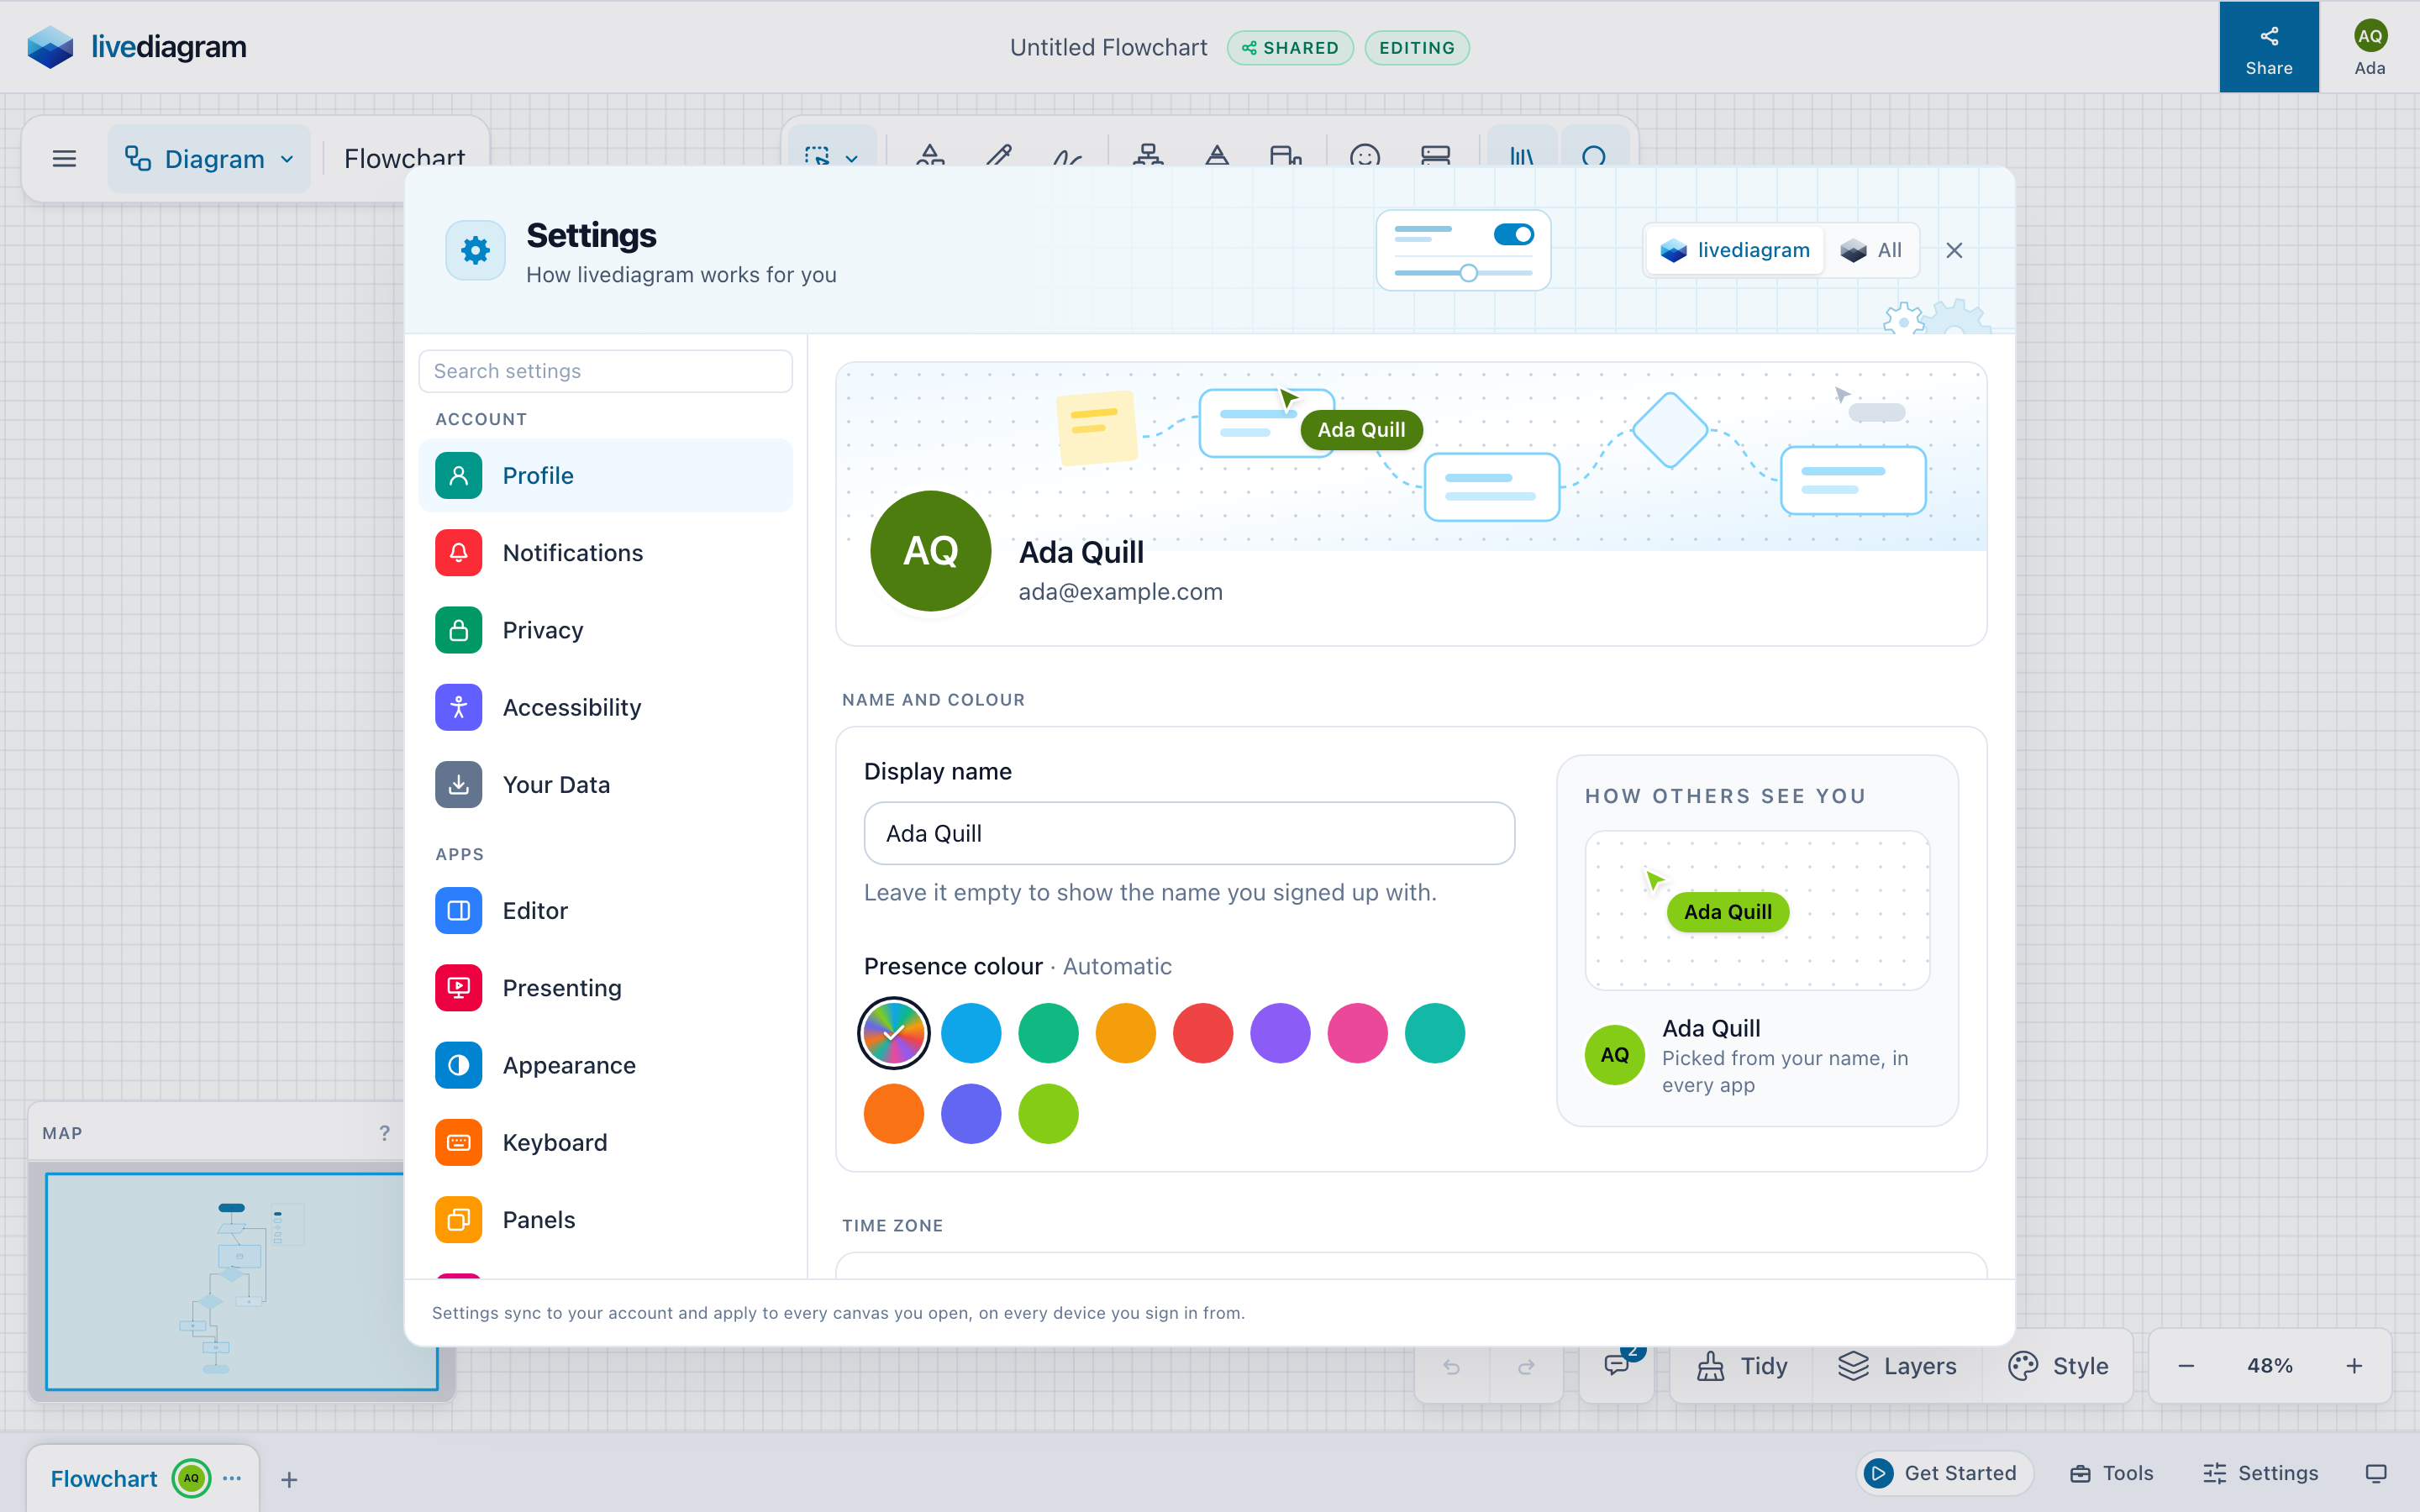 livediagram
Untitled Flowchart
SHARED
EDITING
Share
AQ
Ada
Diagram
Flowchart
Settings
How livediagram works for you
livediagram
All
Search settings
ACCOUNT
Profile
Notifications
Privacy
Accessibility
Your Data
APPS
Editor
Presenting
Appearance
Keyboard
Panels
Ada Quill
AQ
Ada Quill
ada@example.com
NAME AND COLOUR
Display name
Ada Quill
Leave it empty to show the name you signed up with.
Presence colour · Automatic
HOW OTHERS SEE YOU
Ada Quill
AQ
Ada Quill
Picked from your name, in
every app
TIME ZONE
Settings sync to your account and apply to every canvas you open, on every device you sign in from.
MAP
?
2
Tidy
Layers
Style
48%
Flowchart
AQ
Get Started
Tools
Settings